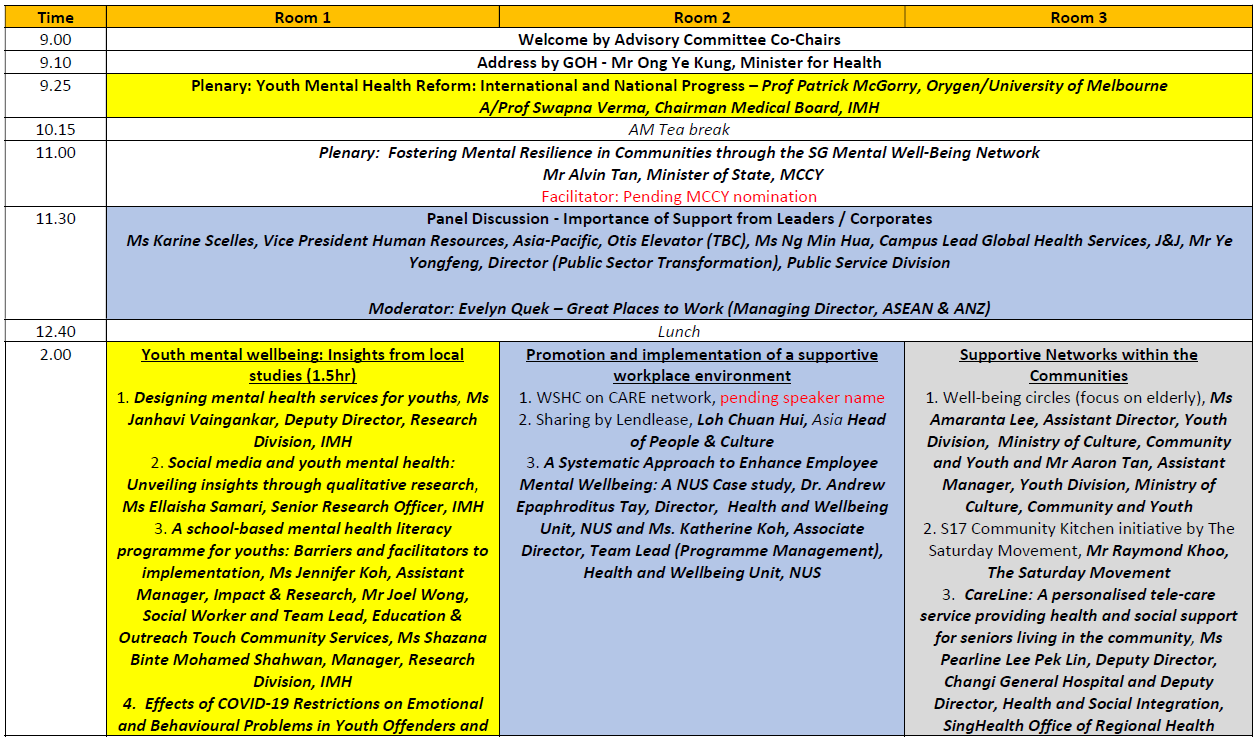 Time Room 1 Room 2 Room 3
9.00 Welcome by Advisory Committee Co-Chairs
9.10 Address by GOH - Mr Ong Ye Kung, Minister for Health
9.25 Plenary: Youth Mental Health Reform: International and National Progress – Prof Patrick McGorry, Orygen/University of Melbourne
A/Prof Swapna Verma, Chairman Medical Board, IMH
10.15 AM Tea break
11.00 Plenary: Fostering Mental Resilience in Communities through the SG Mental Well-Being Network
Mr Alvin Tan, Minister of State, MCCY
Facilitator: Pending MCCY nomination
11.30 Panel Discussion - Importance of Support from Leaders / Corporates
Ms Karine Scelles, Vice President Human Resources, Asia-Pacific, Otis Elevator (TBC), Ms Ng Min Hua, Campus Lead Global Health Services, J&J, Mr Ye
Yongfeng, Director (Public Sector Transformation), Public Service Division
Moderator: Evelyn Quek – Great Places to Work (Managing Director, ASEAN & ANZ)
12.40 Lunch
2.00
Youth mental wellbeing: Insights from local
studies (1.5hr)
1. Designing mental health services for youths, Ms
Janhavi Vaingankar, Deputy Director, Research
Division, IMH
2. Social media and youth mental health:
Unveiling insights through qualitative research,
Ms Ellaisha Samari, Senior Research Officer, IMH
3. A school-based mental health literacy
programme for youths: Barriers and facilitators to
implementation, Ms Jennifer Koh, Assistant
Manager, Impact & Research, Mr Joel Wong,
Social Worker and Team Lead, Education &
Outreach Touch Community Services, Ms Shazana
Binte Mohamed Shahwan, Manager, Research
Division, IMH
4. Effects of COVID-19 Restrictions on Emotional
and Behavioural Problems in Youth Offenders and
Promotion and implementation of a supportive
workplace environment
1. WSHC on CARE network, pending speaker name
2. Sharing by Lendlease, Loh Chuan Hui, Asia Head
of People & Culture
3. A Systematic Approach to Enhance Employee
Mental Wellbeing: A NUS Case study, Dr. Andrew
Epaphroditus Tay, Director, Health and Wellbeing
Unit, NUS and Ms. Katherine Koh, Associate
Director, Team Lead (Programme Management),
Health and Wellbeing Unit, NUS
Supportive Networks within the
Communities
1. Well-being circles (focus on elderly), Ms
Amaranta Lee, Assistant Director, Youth
Division, Ministry of Culture, Community
and Youth and Mr Aaron Tan, Assistant
Manager, Youth Division, Ministry of
Culture, Community and Youth
2. S17 Community Kitchen initiative by The
Saturday Movement, Mr Raymond Khoo,
The Saturday Movement
3. CareLine: A personalised tele-care
service providing health and social support
for seniors living in the community, Ms
Pearline Lee Pek Lin, Deputy Director,
Changi General Hospital and Deputy
Director, Health and Social Integration,
SingHealth Office of Regional Health